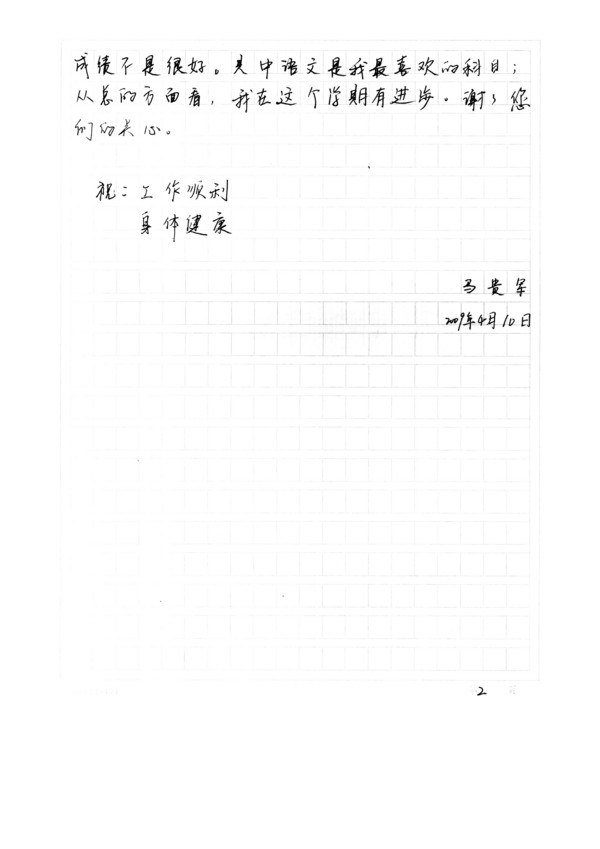 成绩不是很好。其中语文是我最喜欢的科目；
从总的方面看，我在这个学期有进步。谢谢您
们的关心。
祝：工作顺利
身体健康
马贵军
2009年4月10日
2